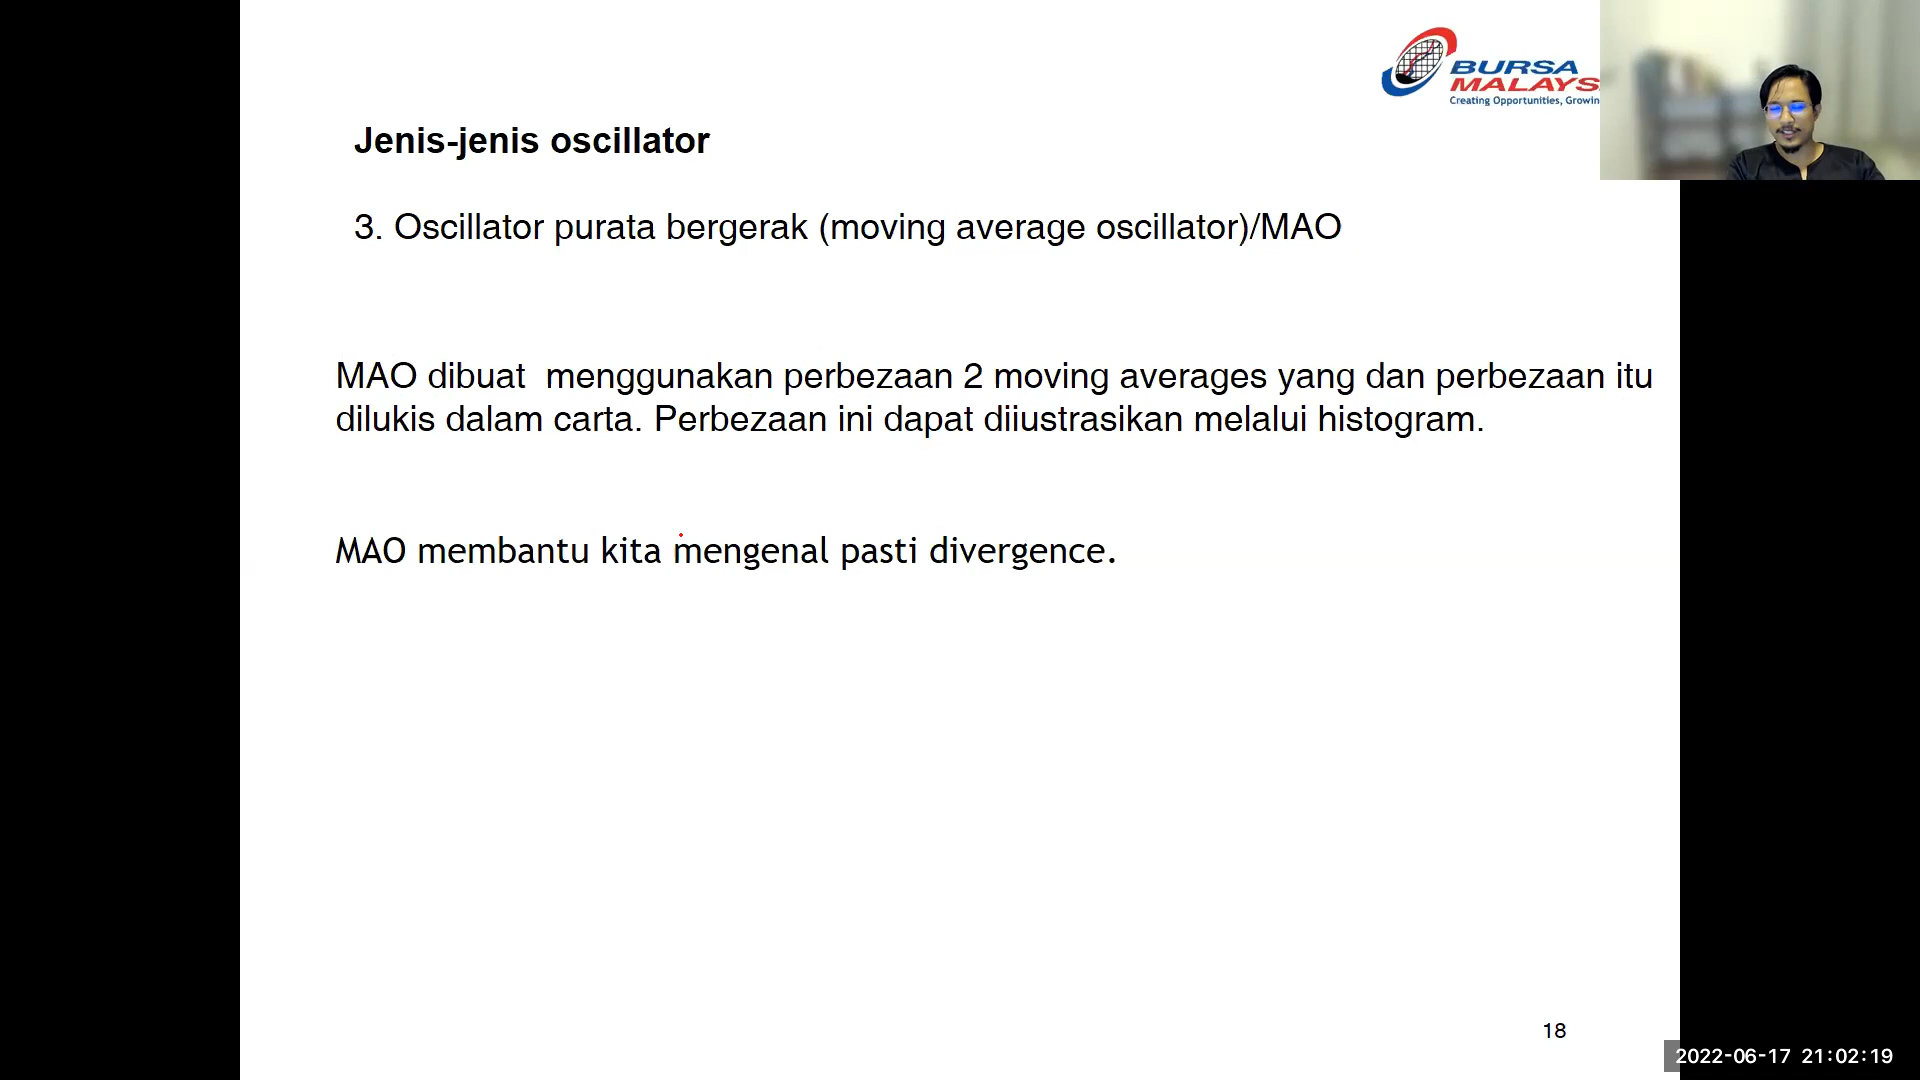 BURSA
MALAYS
Creating Opportunities, Growin
Jenis-jenis oscillator
3. Oscillator purata bergerak (moving average oscillator)/MAO
MAO dibuat  menggunakan perbezaan 2 moving averages yang dan perbezaan itu
dilukis dalam carta. Perbezaan ini dapat diiustrasikan melalui histogram.
MAO membantu kita mengenal pasti divergence.
18
2022-06-17 21:02:19